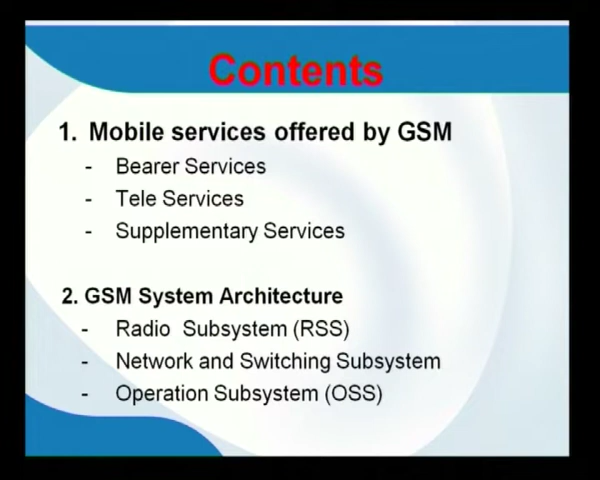 Contents
1. Mobile services offered by GSM
- Bearer Services
- Tele Services
- Supplementary Services
2. GSM System Architecture
- Radio Subsystem (RSS)
- Network and Switching Subsystem
- Operation Subsystem (OSS)